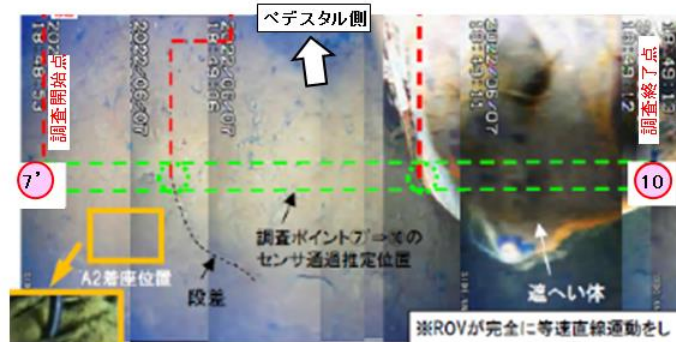 ペデスタル側
調査開始点
2022/06/07
2022/06/07
2022/06/07
調査終了点
7’
10
調査ポイント(7)'⇒⑩の
センサ通過推定位置
A2着座位置
段差
遮へい体
※ROVが完全に等速直線運動をし